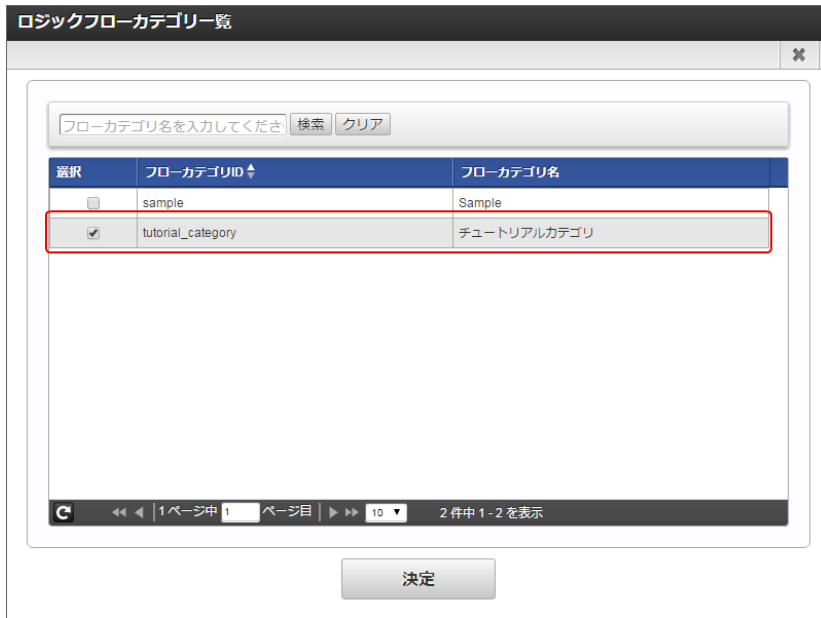 ロジックフローカテゴリ一覧
フローカテゴリ名を入力してくださ 検索 クリア
選択 フローカテゴリID フローカテゴリ名
sample Sample
tutorial_category チュートリアルカテゴリ
1 ページ中 1 ページ目 10 2 件中 1 - 2 を表示
決定